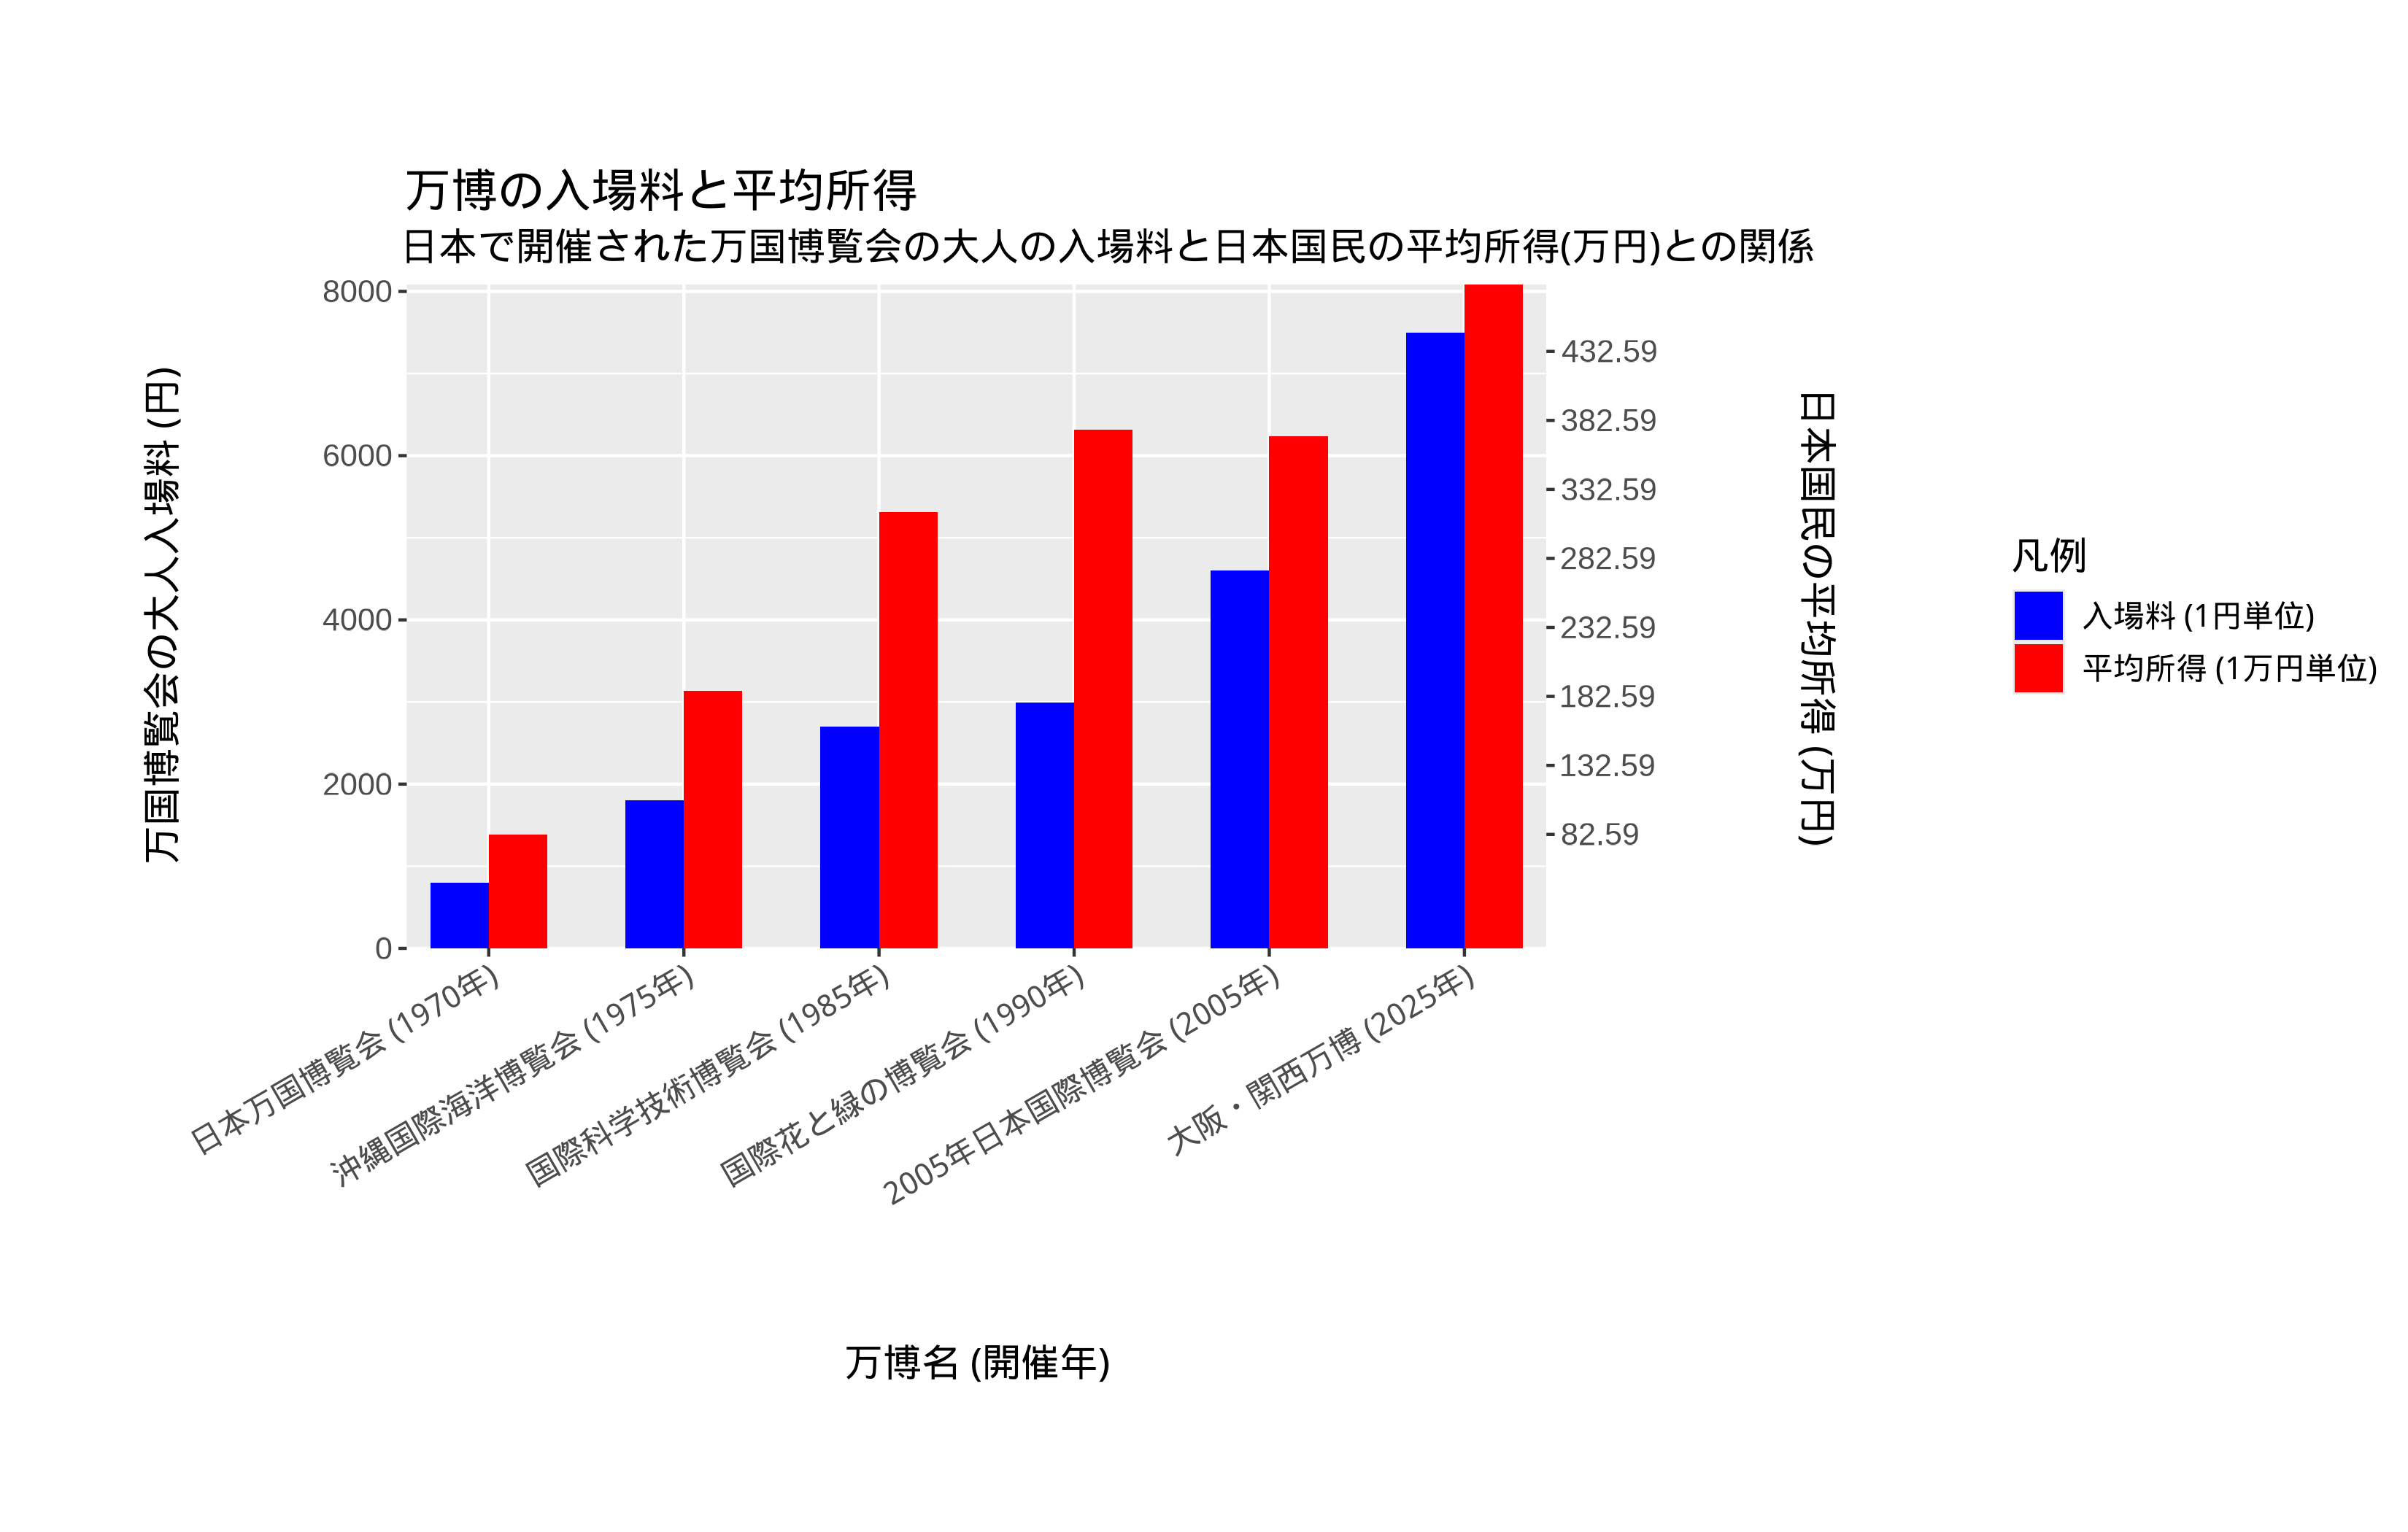 万博の入場料と平均所得
日本で開催された万国博覧会の大人の入場料と日本国民の平均所得(万円)との関係
万国博覧会の大人入場料 (円)
8000
6000
4000
2000
0
432.59
382.59
332.59
282.59
232.59
182.59
132.59
82.59
日本国民の平均所得 (万円)
凡例
入場料 (1円単位)
平均所得 (1万円単位)
日本万国博覧会 (1970年)
沖縄国際海洋博覧会 (1975年)
国際科学技術博覧会 (1985年)
国際花と緑の博覧会 (1990年)
2005年日本国際博覧会 (2005年)
大阪・関西万博 (2025年)
万博名 (開催年)